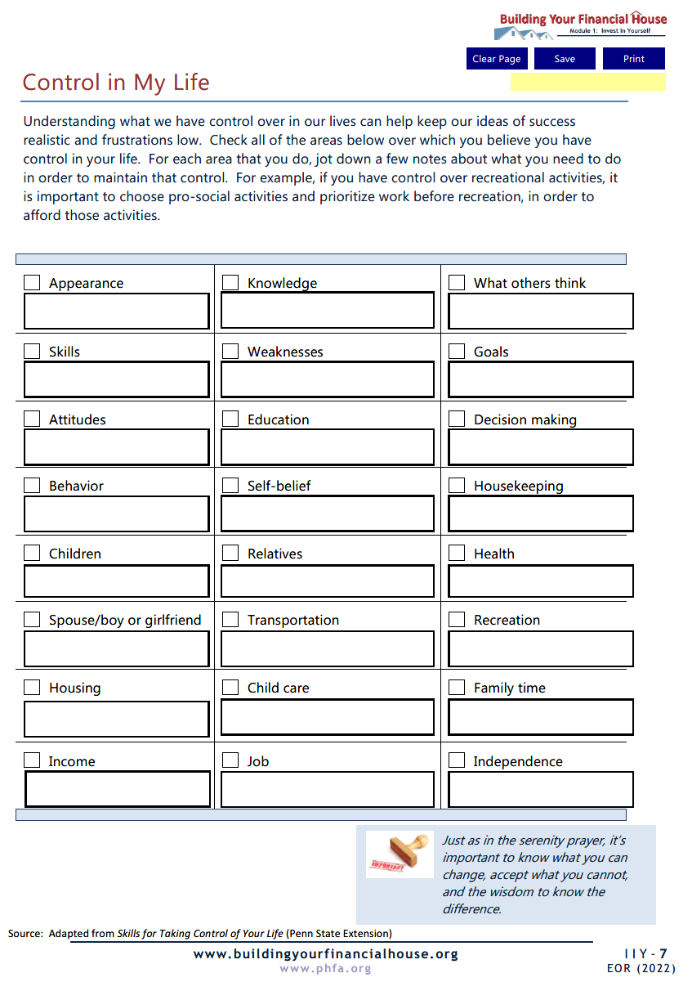 Building Your Financial House
Module 1: Invest in Yourself
Clear Page Save Print
Control in My Life
Understanding what we have control over in our lives can help keep our ideas of success
realistic and frustrations low. Check all of the areas below over which you believe you have
control in your life. For each area that you do, jot down a few notes about what you need to do
in order to maintain that control. For example, if you have control over recreational activities, it
is important to choose pro-social activities and prioritize work before recreation, in order to
afford those activities.
Appearance Knowledge What others think
Skills Weaknesses Goals
Attitudes Education Decision making
Behavior Self-belief Housekeeping
Children Relatives Health
Spouse/boy or girlfriend Transportation Recreation
Housing Child care Family time
Income Job Independence
IMPORTANT
Just as in the serenity prayer, it's
important to know what you can
change, accept what you cannot,
and the wisdom to know the
difference.
Source: Adapted from Skills for Taking Control of Your Life (Penn State Extension)
www.buildingyourfinancialhouse.org IIY-7
www.phfa.org EOR (2022)